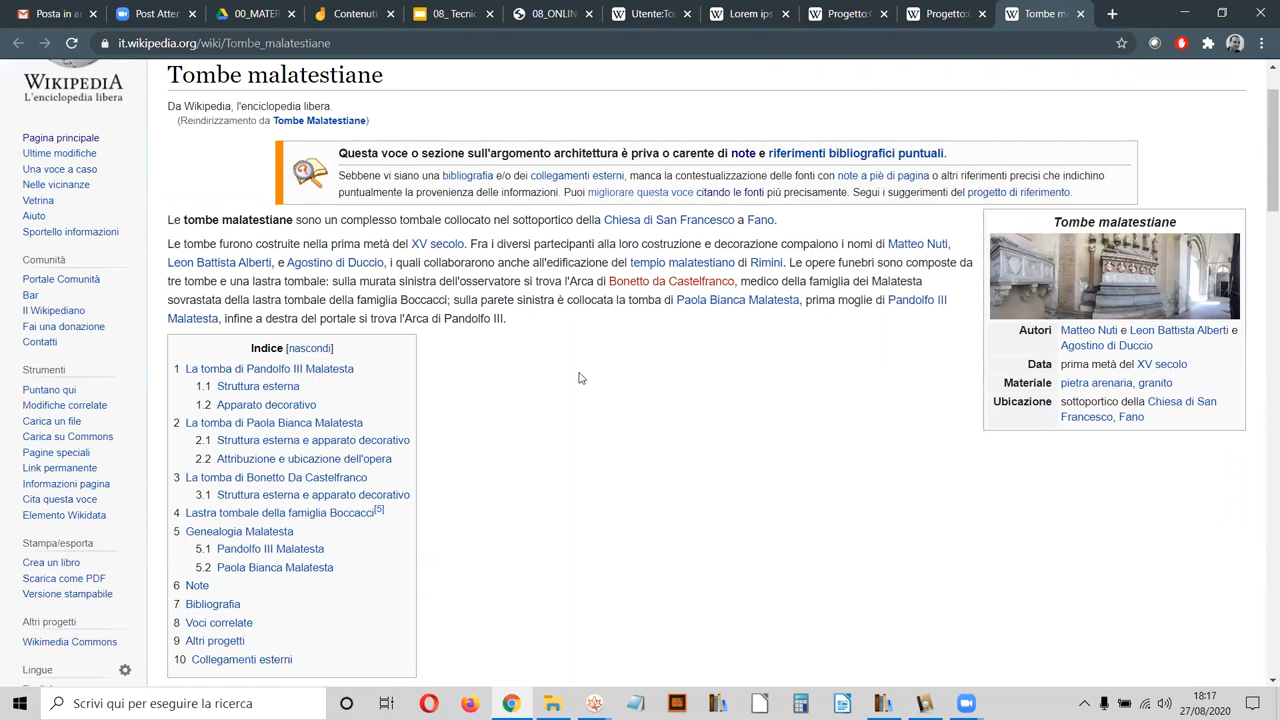 Posta in a
Post Atter
00_MATER
Contenuti
08_Tecnic
08_ONLIN
Utente:To
Lorem ips
Progetto:C
Progetto:C
Tombe m
it.wikipedia.org/wiki/Tombe_malatestiane
WIKIPEDIA
L'enciclopedia libera
Pagina principale
Ultime modifiche
Una voce a caso
Nelle vicinanze
Vetrina
Aiuto
Sportello informazioni
Comunità
Portale Comunità
Bar
Il Wikipediano
Fai una donazione
Contatti
Strumenti
Puntano qui
Modifiche correlate
Carica un file
Carica su Commons
Pagine speciali
Link permanente
Informazioni pagina
Cita questa voce
Elemento Wikidata
Stampa/esporta
Crea un libro
Scarica come PDF
Versione stampabile
Altri progetti
Wikimedia Commons
Lingue
Tombe malatestiane
Da Wikipedia, l'enciclopedia libera.
(Reindirizzamento da Tombe Malatestiane)
Questa voce o sezione sull'argomento architettura è priva o carente di note e riferimenti bibliografici puntuali.
Sebbene vi siano una bibliografia e/o dei collegamenti esterni, manca la contestualizzazione delle fonti con note a piè di pagina o altri riferimenti precisi che indichino
puntualmente la provenienza delle informazioni. Puoi migliorare questa voce citando le fonti più precisamente. Segui i suggerimenti del progetto di riferimento.
Le tombe malatestiane sono un complesso tombale collocato nel sottoportico della Chiesa di San Francesco a Fano.
Le tombe furono costruite nella prima metà del XV secolo. Fra i diversi partecipanti alla loro costruzione e decorazione compaiono i nomi di Matteo Nuti,
Leon Battista Alberti, e Agostino di Duccio, i quali collaborarono anche all'edificazione del tempio malatestiano di Rimini. Le opere funebri sono composte da
tre tombe e una lastra tombale: sulla murata sinistra dell'osservatore si trova l'Arca di Bonetto da Castelfranco, medico della famiglia dei Malatesta
sovrastata della lastra tombale della famiglia Boccacci; sulla parete sinistra è collocata la tomba di Paola Bianca Malatesta, prima moglie di Pandolfo III
Malatesta, infine a destra del portale si trova l'Arca di Pandolfo III.
Indice [nascondi]
1 La tomba di Pandolfo III Malatesta
1.1 Struttura esterna
1.2 Apparato decorativo
2 La tomba di Paola Bianca Malatesta
2.1 Struttura esterna e apparato decorativo
2.2 Attribuzione e ubicazione dell'opera
3 La tomba di Bonetto Da Castelfranco
3.1 Struttura esterna e apparato decorativo
4 Lastra tombale della famiglia Boccacci[5]
5 Genealogia Malatesta
5.1 Pandolfo III Malatesta
5.2 Paola Bianca Malatesta
6 Note
7 Bibliografia
8 Voci correlate
9 Altri progetti
10 Collegamenti esterni
Tombe malatestiane
Autori Matteo Nuti e Leon Battista Alberti e
Agostino di Duccio
Data prima metà del XV secolo
Materiale pietra arenaria, granito
Ubicazione sottoportico della Chiesa di San
Francesco, Fano
Scrivi qui per eseguire la ricerca
18:17
27/08/2020